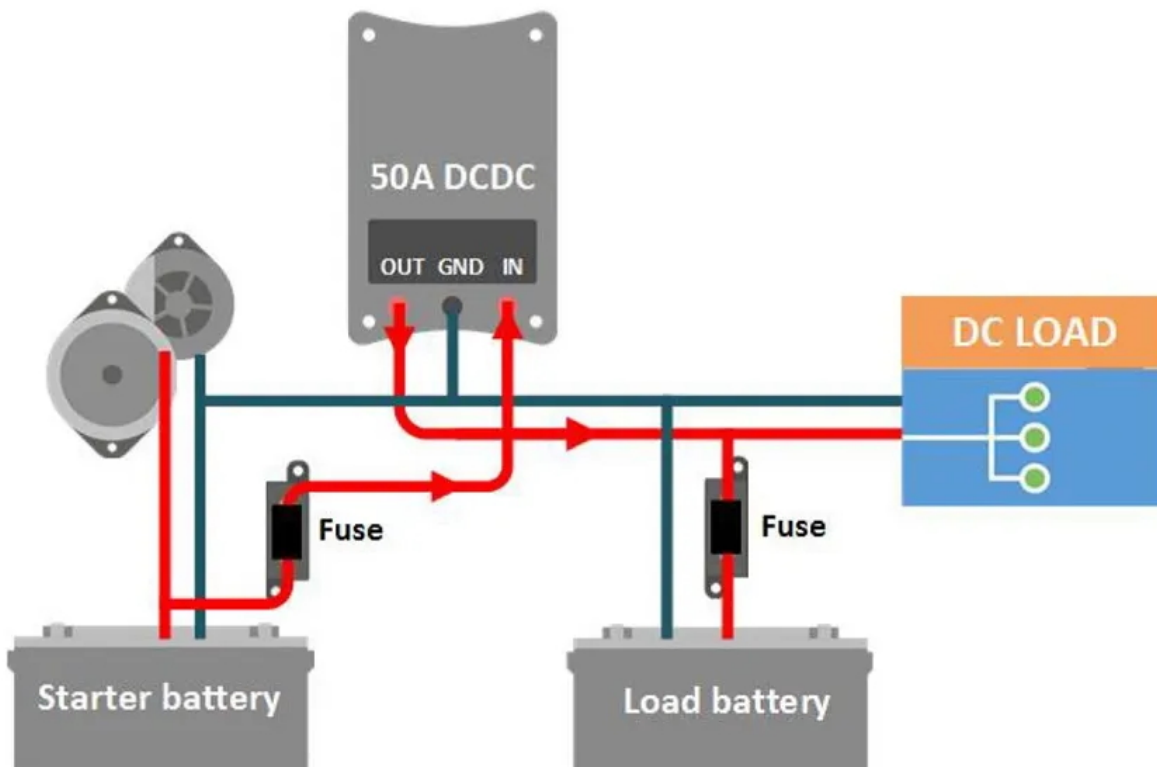 50A DCDC
OUT GND IN
DC LOAD
Fuse
Fuse
Starter battery
Load battery